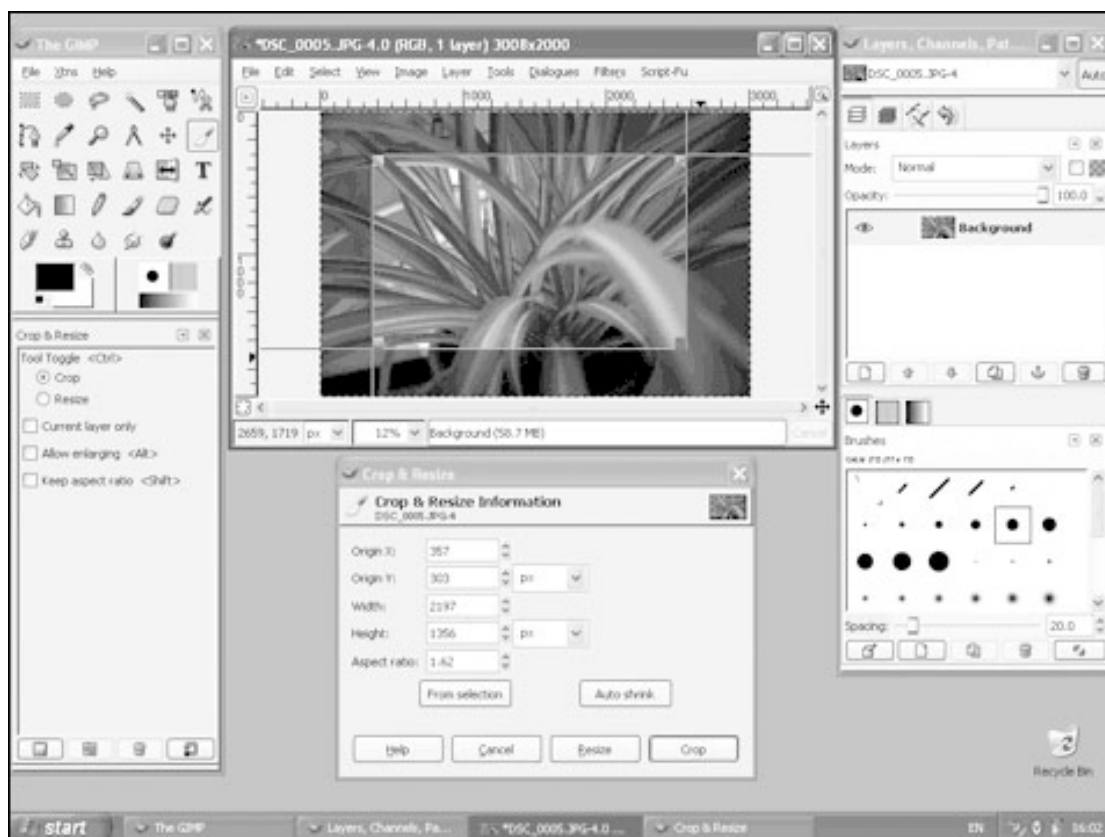 The GIMP
File Xtns Help
Crop & Resize
Tool Toggle <Ctrl>
Crop
Resize
Current layer only
Allow enlarging <Alt>
Keep aspect ratio <Shift>
*DSC_0005.JPG-4.0 (RGB, 1 layer) 3008x2000
File Edit Select View Image Layer Tools Dialogues Filters Script-Fu
0 1000 2000 3000
0
1000
2659, 1719 px 12% Background (58.7 MB) Cancel
Crop & Resize
Crop & Resize Information
DSC_0005.JPG-4
Origin X: 357
Origin Y: 303 px
Width: 2197
Height: 1356 px
Aspect ratio: 1.62
From selection Auto shrink
Help Cancel Resize Crop
Layers, Channels, Pat...
DSC_0005.JPG-4 Auto
Layers
Mode: Normal
Opacity: 100.0
Background
Brushes
Spacing: 20.0
Recycle Bin
start The GIMP Layers, Channels, Pa... *DSC_0005.JPG-4.0 ... Crop & Resize EN 16:02